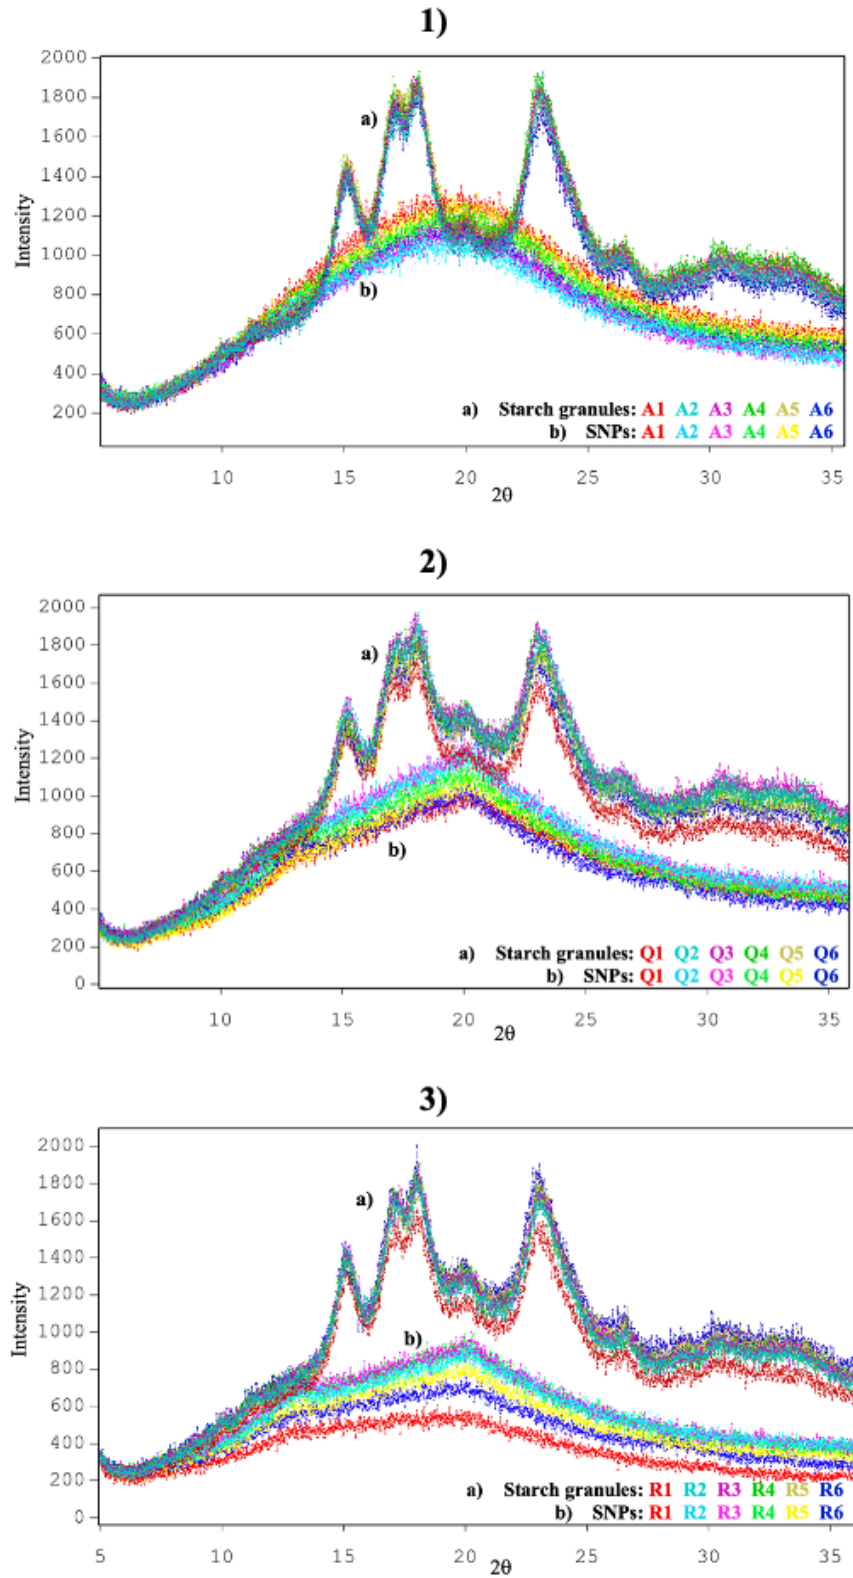 1)
2000
1800
1600
1400
1200
1000
800
600
400
200
Intensity
a)
b)
a) Starch granules: A1 A2 A3 A4 A5 A6
b) SNPs: A1 A2 A3 A4 A5 A6
10 15 20 25 30 35
2θ
2)
2000
1800
1600
1400
1200
1000
800
600
400
200
0
Intensity
a)
b)
a) Starch granules: Q1 Q2 Q3 Q4 Q5 Q6
b) SNPs: Q1 Q2 Q3 Q4 Q5 Q6
10 15 20 25 30 35
2θ
3)
2000
1800
1600
1400
1200
1000
800
600
400
200
0
Intensity
a)
b)
a) Starch granules: R1 R2 R3 R4 R5 R6
b) SNPs: R1 R2 R3 R4 R5 R6
5 10 15 20 25 30 35
2θ